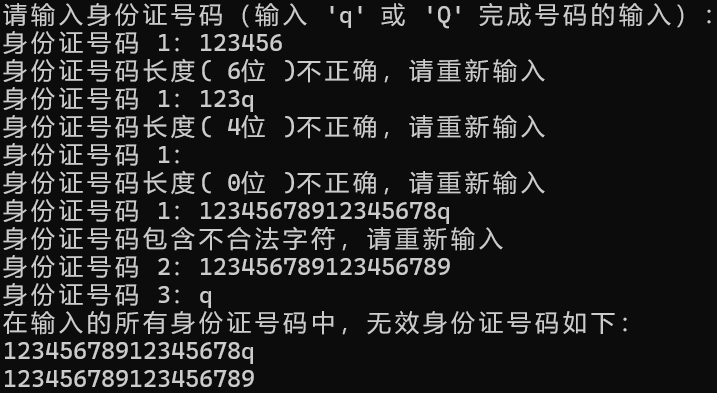 请输入身份证号码（输入 'q' 或 'Q' 完成号码的输入）：
身份证号码 1：123456
身份证号码长度( 6位 )不正确，请重新输入
身份证号码 1：123q
身份证号码长度( 4位 )不正确，请重新输入
身份证号码 1：
身份证号码长度( 0位 )不正确，请重新输入
身份证号码 1：12345678912345678q
身份证号码包含不合法字符，请重新输入
身份证号码 2：123456789123456789
身份证号码 3：q
在输入的所有身份证号码中，无效身份证号码如下：
12345678912345678q
123456789123456789